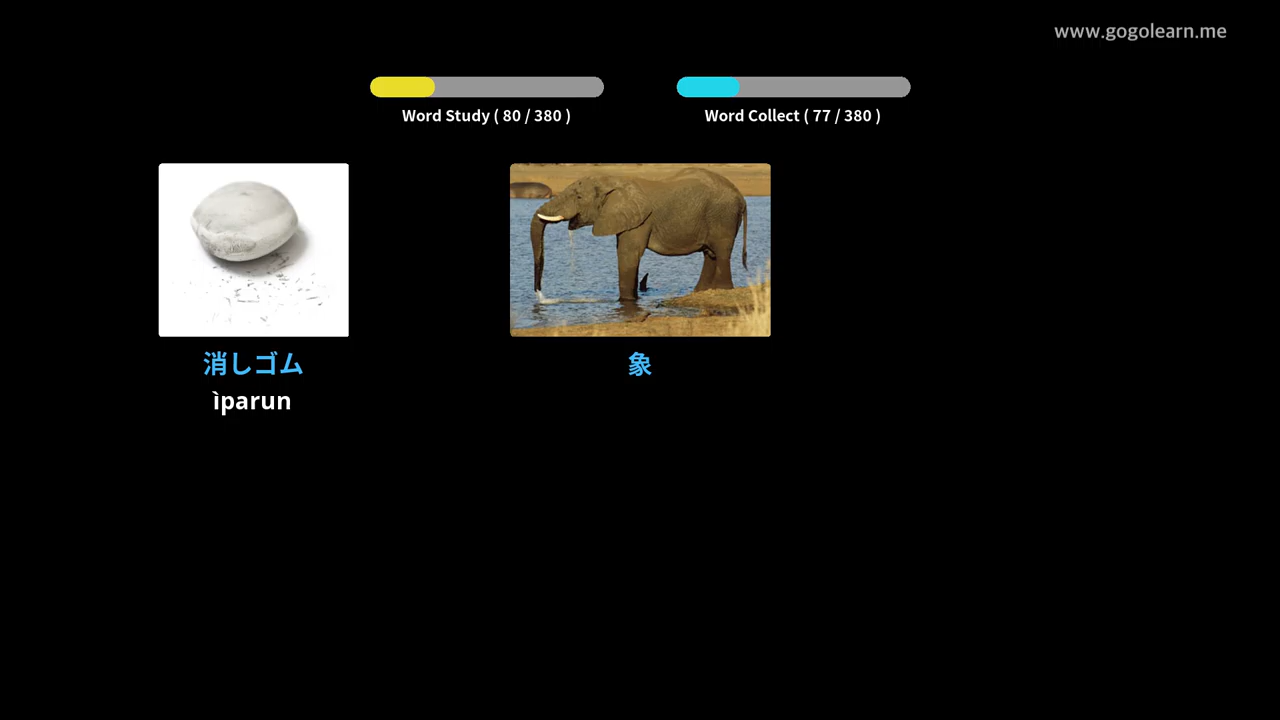 www.gogolearn.me
Word Study ( 80 / 380 )
Word Collect ( 77 / 380 )
消しゴム
ìparun
象